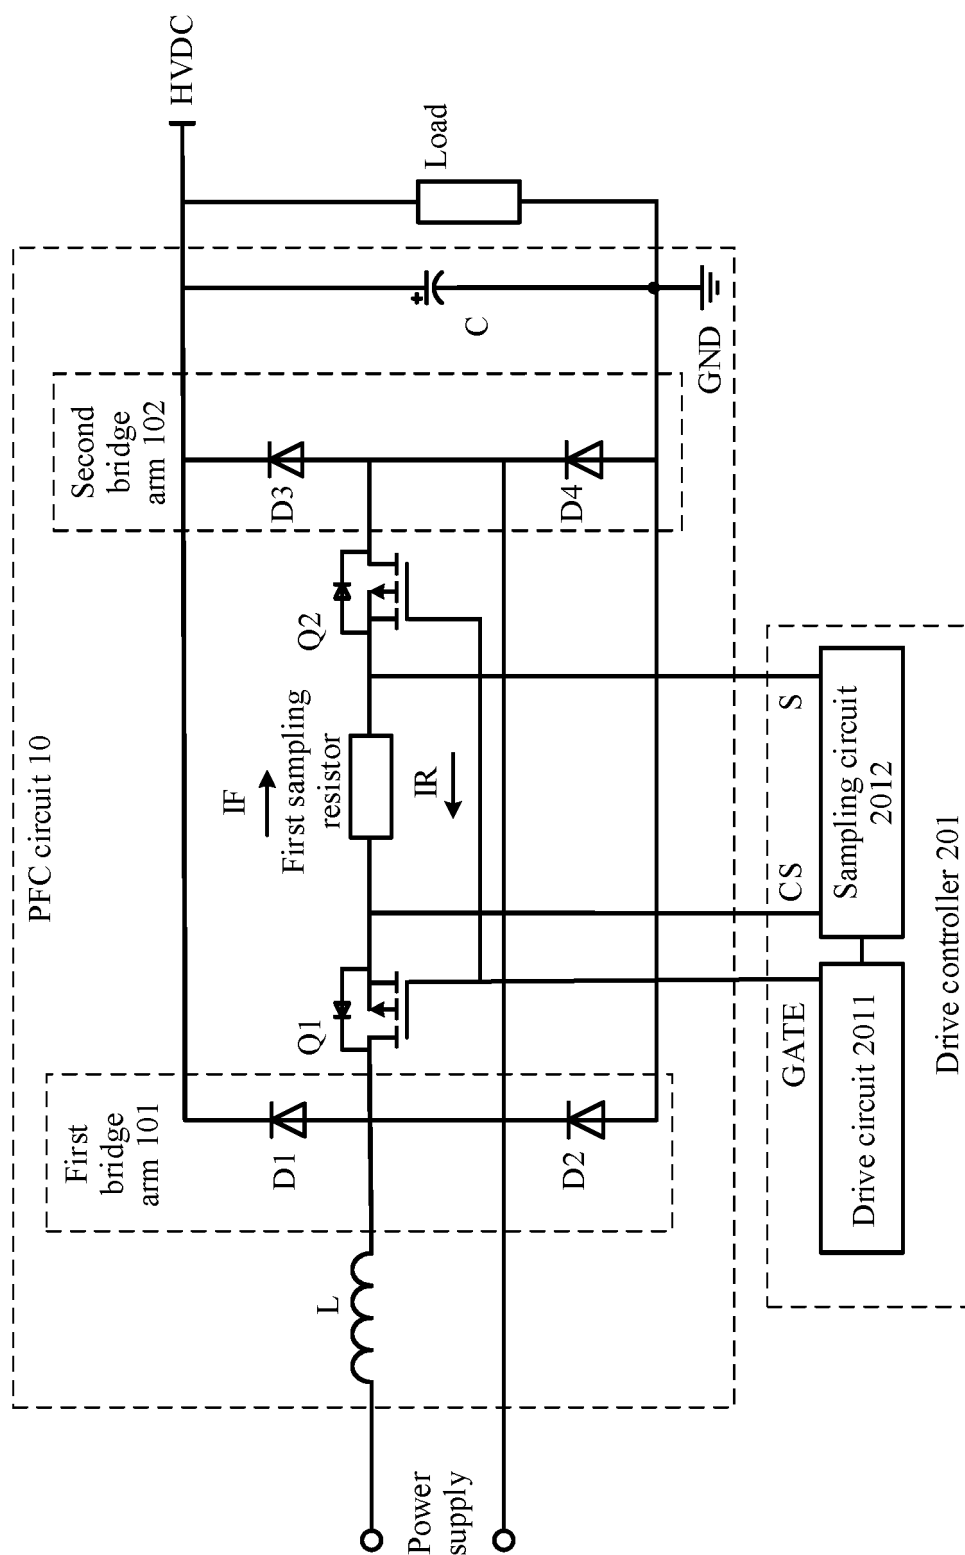 PFC circuit 10
First
bridge
arm 101
Second
bridge
arm 102
HVDC
D1
D2
D3
D4
Q1
Q2
IF
First sampling
resistor
IR
L
C
Load
GND
Power
supply
GATE
CS
S
Drive circuit 2011
Sampling circuit
2012
Drive controller 201